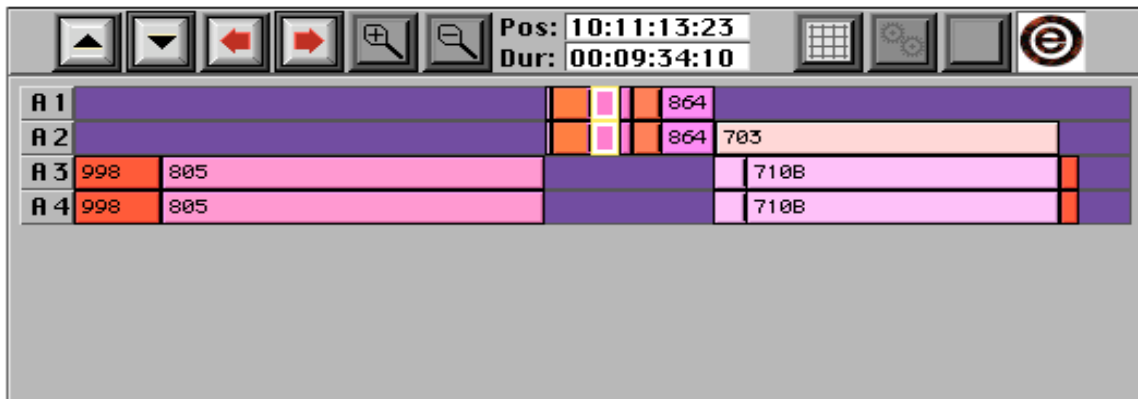 Pos: 10:11:13:23
Dur: 00:09:34:10
e
A 1 864
A 2 864 703
A 3 998 805 710B
A 4 998 805 710B